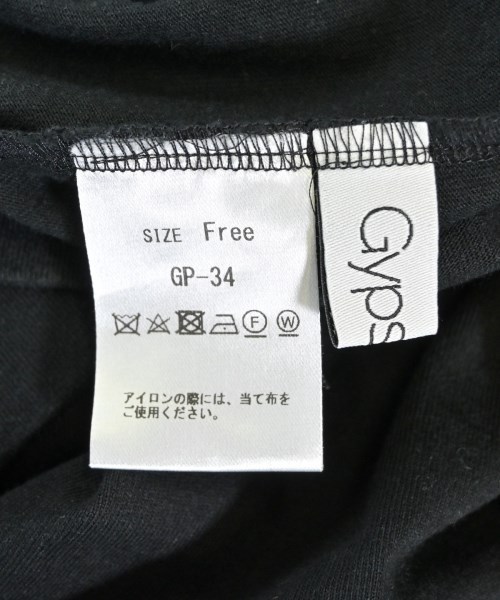 SIZE Free
GP-34
F W
アイロンの際には、当て布を
ご使用ください。
Gyps